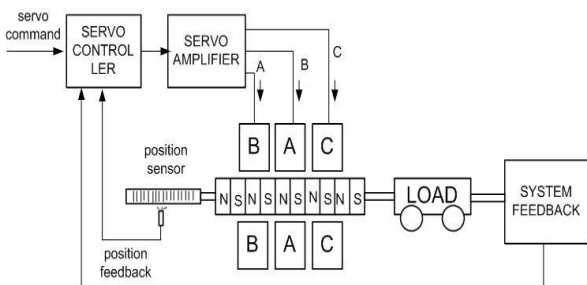 servo
command
SERVO
CONTROL
LER
SERVO
AMPLIFIER
A
B
C
B A C
position
sensor
N S N S N S N S
LOAD
SYSTEM
FEEDBACK
B A C
position
feedback